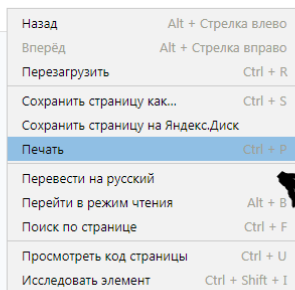 Назад Alt + Стрелка влево
Вперёд Alt + Стрелка вправо
Перезагрузить Ctrl + R
Сохранить страницу как... Ctrl + S
Сохранить страницу на Яндекс.Диск
Печать Ctrl + P
Перевести на русский
Перейти в режим чтения Alt + B
Поиск по странице Ctrl + F
Просмотреть код страницы Ctrl + U
Исследовать элемент Ctrl + Shift + I